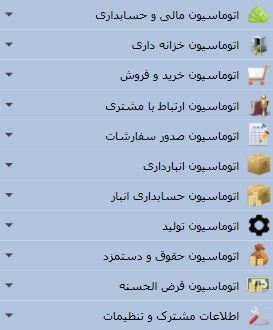 اتوماسیون مالی و حسابداری
اتوماسیون خزانه داری
اتوماسیون خرید و فروش
اتوماسیون ارتباط با مشتری
اتوماسیون صدور سفارشات
اتوماسیون انبارداری
اتوماسیون حسابداری انبار
اتوماسیون تولید
اتوماسیون حقوق و دستمزد
اتوماسیون قرض الحسنه
اطلاعات مشترک و تنظیمات